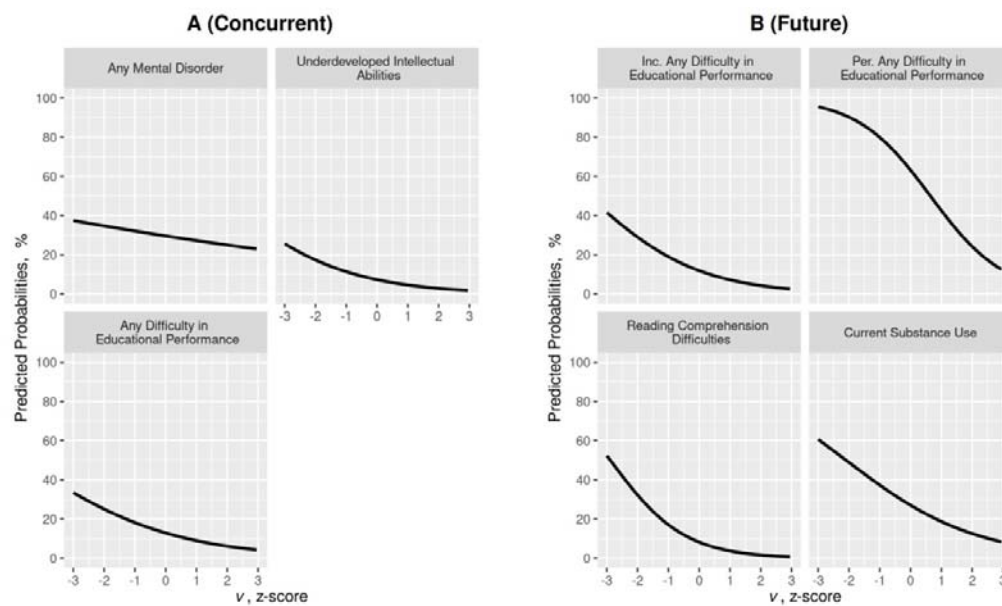 A (Concurrent)
B (Future)
Any Mental Disorder
Underdeveloped Intellectual
Abilities
Inc. Any Difficulty in
Educational Performance
Per. Any Difficulty in
Educational Performance
100
80
60
40
20
0
-3 -2 -1 0 1 2 3
100
80
60
40
20
0
Any Difficulty in
Educational Performance
Reading Comprehension
Difficulties
Current Substance Use
100
80
60
40
20
0
-3 -2 -1 0 1 2 3
100
80
60
40
20
0
-3 -2 -1 0 1 2 3
-3 -2 -1 0 1 2 3
Predicted Probabilities, %
Predicted Probabilities, %
v , z-score
v , z-score